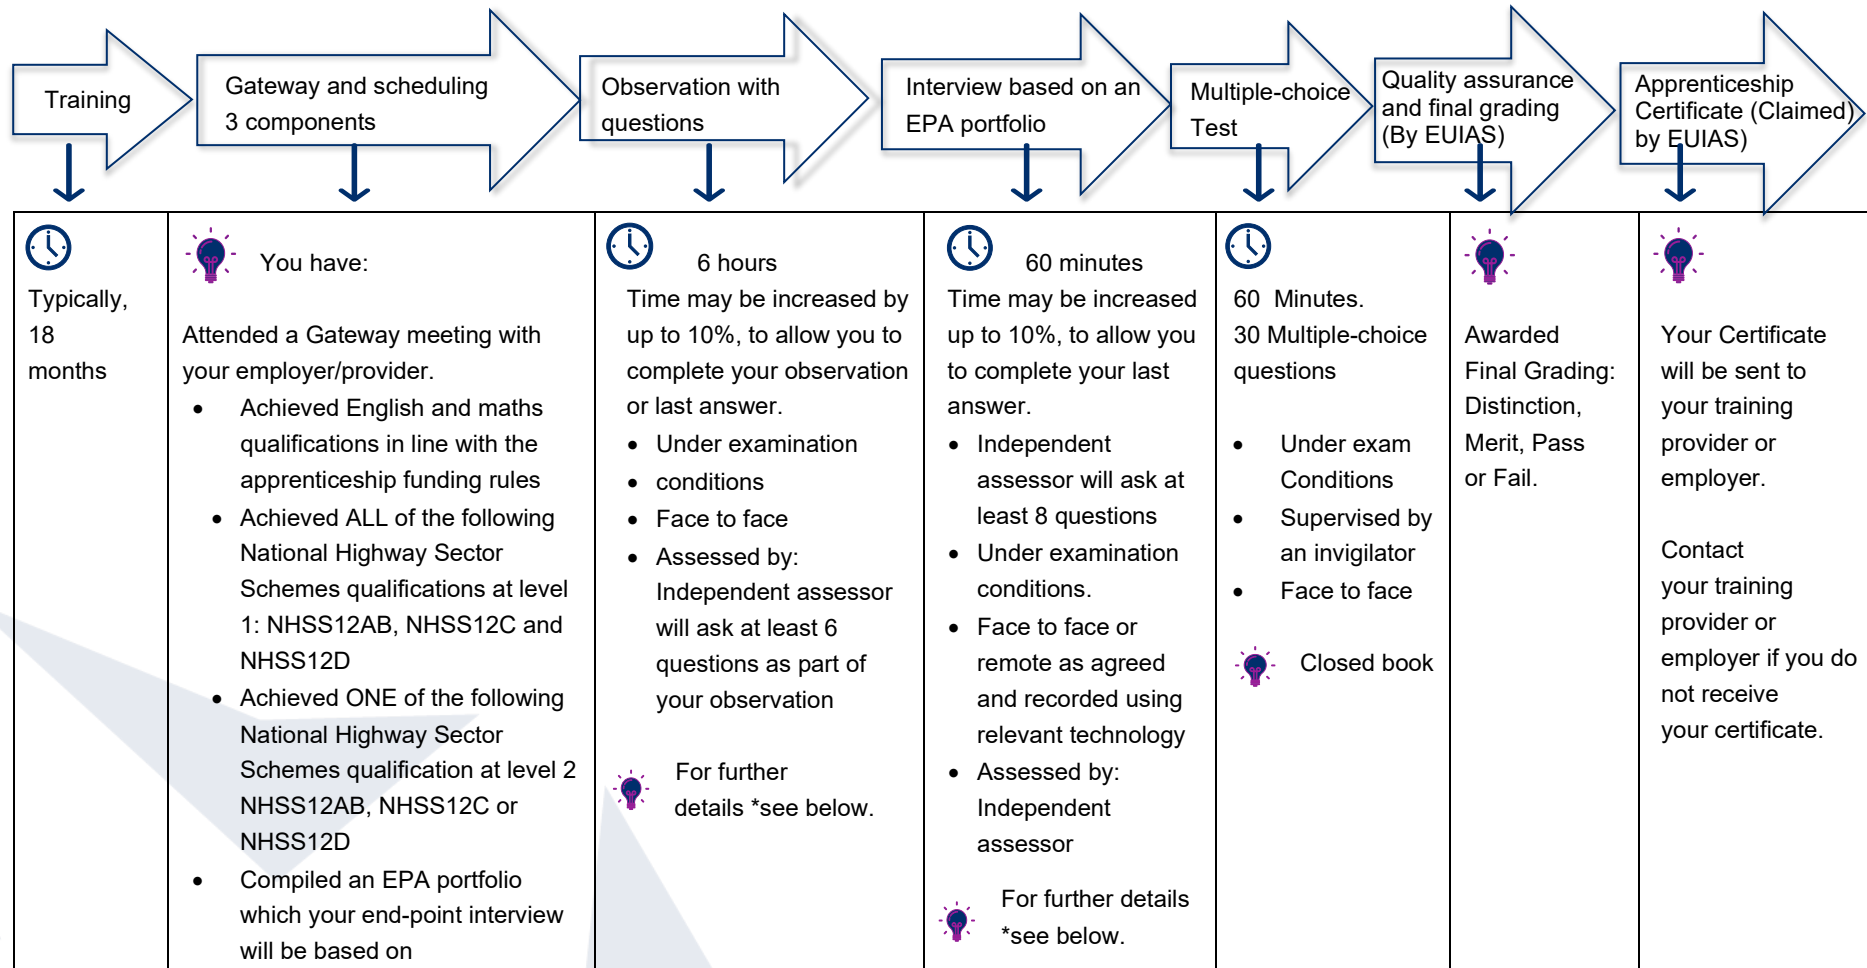 Training
Gateway and scheduling
3 components
Observation with
questions
Interview based on an
EPA portfolio
Multiple-choice
Test
Quality assurance
and final grading
(By EUIAS)
Apprenticeship
Certificate (Claimed)
by EUIAS)
Typically,
18
months
You have:
Attended a Gateway meeting with
your employer/provider.
• Achieved English and maths
qualifications in line with the
apprenticeship funding rules
• Achieved ALL of the following
National Highway Sector
Schemes qualifications at level
1: NHSS12AB, NHSS12C and
NHSS12D
• Achieved ONE of the following
National Highway Sector
Schemes qualification at level 2
NHSS12AB, NHSS12C or
NHSS12D
• Compiled an EPA portfolio
which your end-point interview
will be based on
6 hours
Time may be increased by
up to 10%, to allow you to
complete your observation
or last answer.
• Under examination
• conditions
• Face to face
• Assessed by:
Independent assessor
will ask at least 6
questions as part of
your observation
For further
details *see below.
60 minutes
Time may be increased
up to 10%, to allow you
to complete your last
answer.
• Independent
assessor will ask at
least 8 questions
• Under examination
conditions.
• Face to face or
remote as agreed
and recorded using
relevant technology
• Assessed by:
Independent
assessor
For further details
*see below.
60 Minutes.
30 Multiple-choice
questions
• Under exam
Conditions
• Supervised by
an invigilator
• Face to face
Closed book
Awarded
Final Grading:
Distinction,
Merit, Pass
or Fail.
Your Certificate
will be sent to
your training
provider or
employer.
Contact
your training
provider or
employer if you do
not receive
your certificate.